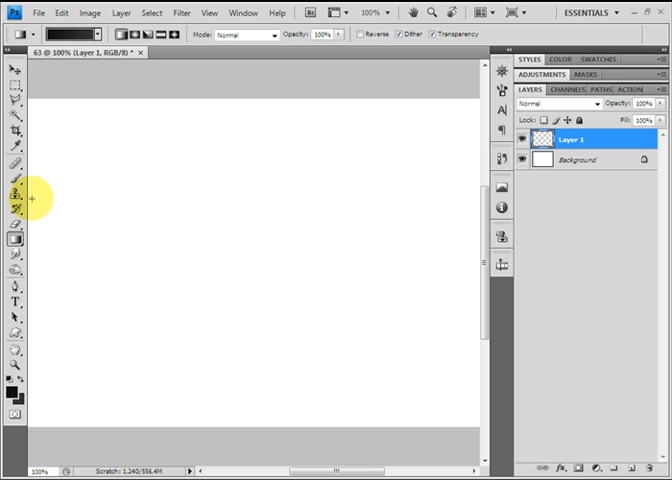 Ps File Edit Image Layer Select Filter View Window Help Br 100% ESSENTIALS
Mode: Normal Opacity: 100% Reverse Dither Transparency
63 @ 100% (Layer 1, RGB/8) *
STYLES COLOR SWATCHES
ADJUSTMENTS MASKS
LAYERS CHANNELS PATHS ACTION
Normal Opacity: 100%
Lock: Fill: 100%
Layer 1
Background
100% Scratch: 1,24G/556,4M